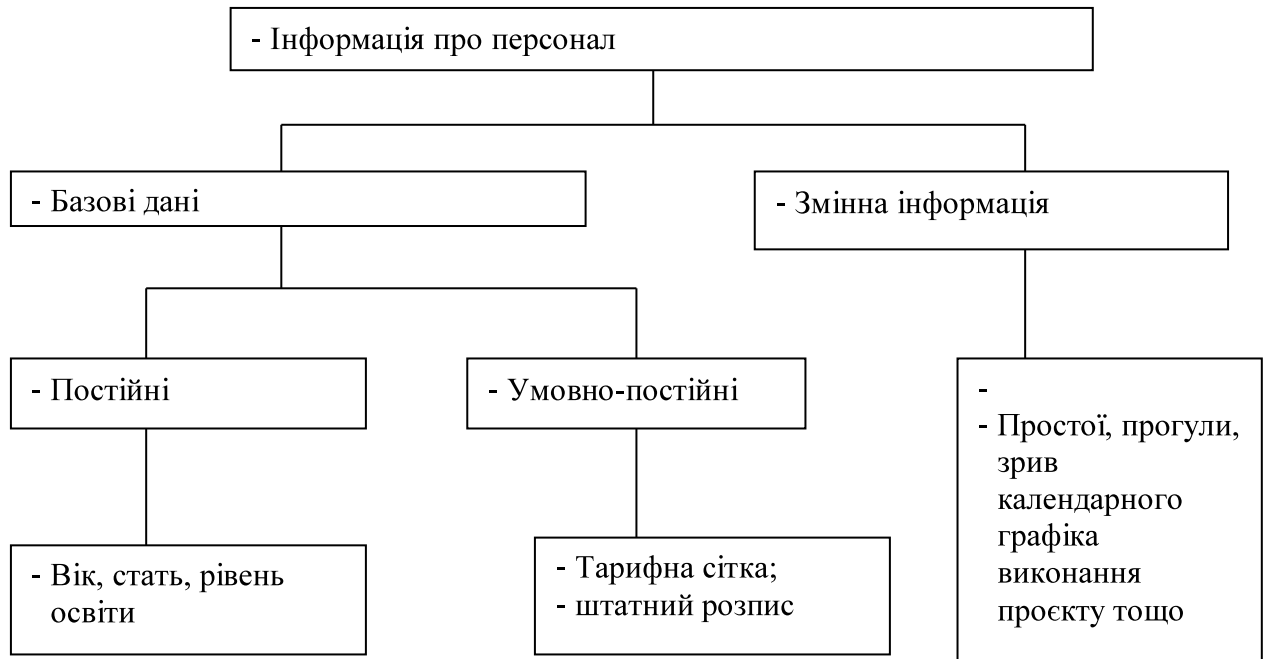 - Інформація про персонал
- Базові дані
- Змінна інформація
- Постійні
- Умовно-постійні
-
- Простої, прогули,
зрив
календарного
графіка
виконання
проєкту тощо
- Вік, стать, рівень
освіти
- Тарифна сітка;
- штатний розпис